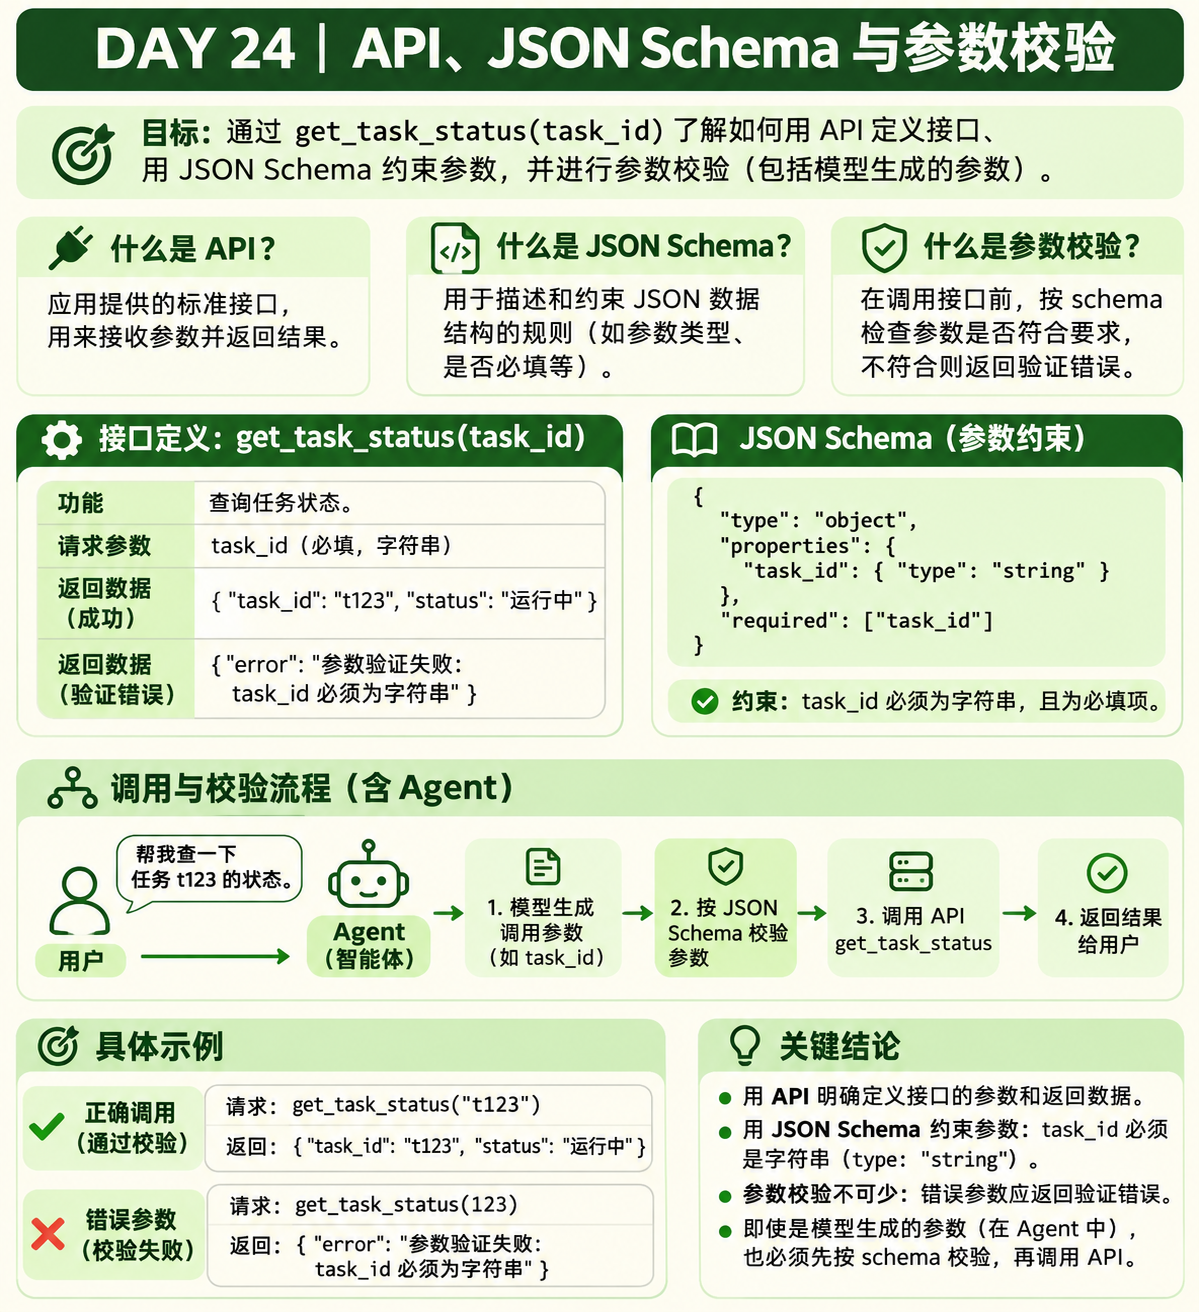 DAY 24｜API、JSON Schema 与参数校验
目标：通过 get_task_status(task_id) 了解如何用 API 定义接口、
用 JSON Schema 约束参数，并进行参数校验（包括模型生成的参数）。
什么是 API？
应用提供的标准接口，
用来接收参数并返回结果。
什么是 JSON Schema？
用于描述和约束 JSON 数据
结构的规则（如参数类型、
是否必填等）。
什么是参数校验？
在调用接口前，按 schema
检查参数是否符合要求，
不符合则返回验证错误。
接口定义：get_task_status(task_id)
功能
查询任务状态。
请求参数
task_id（必填，字符串）
返回数据
（成功）
{ "task_id": "t123", "status": "运行中" }
返回数据
（验证错误）
{ "error": "参数验证失败：
task_id 必须为字符串" }
JSON Schema（参数约束）
</>
{
"type": "object",
"properties": {
"task_id": { "type": "string" }
},
"required": ["task_id"]
}
约束：task_id 必须为字符串，且为必填项。
调用与校验流程（含 Agent）
帮我查一下
任务 t123 的状态。
用户
Agent
（智能体）
1. 模型生成
调用参数
（如 task_id）
2. 按 JSON
Schema 校验
参数
3. 调用 API
get_task_status
4. 返回结果
给用户
具体示例
正确调用
（通过校验）
请求：get_task_status("t123")
返回：{ "task_id": "t123", "status": "运行中" }
错误参数
（校验失败）
请求：get_task_status(123)
返回：{ "error": "参数验证失败：
task_id 必须为字符串" }
关键结论
● 用 API 明确定义接口的参数和返回数据。
● 用 JSON Schema 约束参数：task_id 必须
是字符串（type: "string"）。
● 参数校验不可少：错误参数应返回验证错误。
● 即使是模型生成的参数（在 Agent 中），
也必须先按 schema 校验，再调用 API。